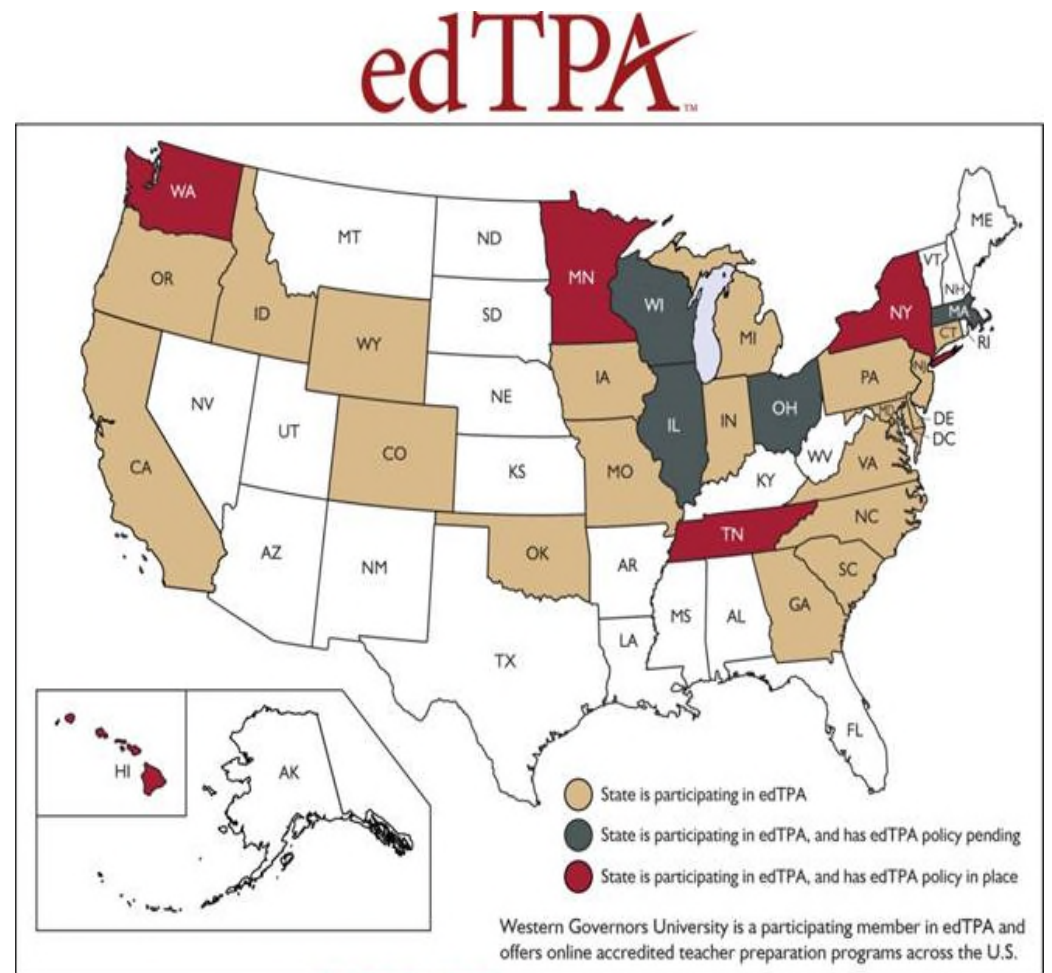 edTPA™
WA
MT
ND
MN
ME
VT
NH
OR
ID
SD
WI
MI
NY
MA
CT
RI
WY
IA
NE
PA
NJ
NV
UT
CO
IL
IN
OH
MD
DE
DC
CA
KS
MO
KY
WV
VA
AZ
NM
OK
AR
TN
NC
SC
TX
LA
MS
AL
GA
FL
HI
AK
State is participating in edTPA
State is participating in edTPA, and has edTPA policy pending
State is participating in edTPA, and has edTPA policy in place
Western Governors University is a participating member in edTPA and
offers online accredited teacher preparation programs across the U.S.